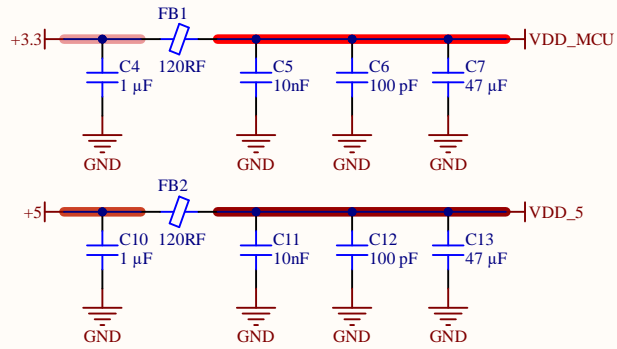 FB1
+3.3
VDD_MCU
C4
1 µF
120RF
C5
10nF
C6
100 pF
C7
47 µF
GND
GND
GND
GND
FB2
+5
VDD_5
C10
1 µF
120RF
C11
10nF
C12
100 pF
C13
47 µF
GND
GND
GND
GND